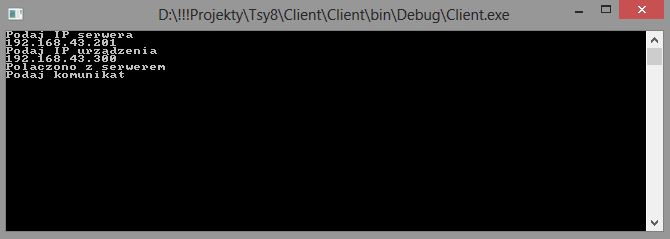 D:\!!!Projekty\Tsy8\Client\Client\bin\Debug\Client.exe
Podaj IP serwera
192.168.43.201
Podaj IP urzadzenia
192.168.43.300
Polaczono z serwerem
Podaj komunikat